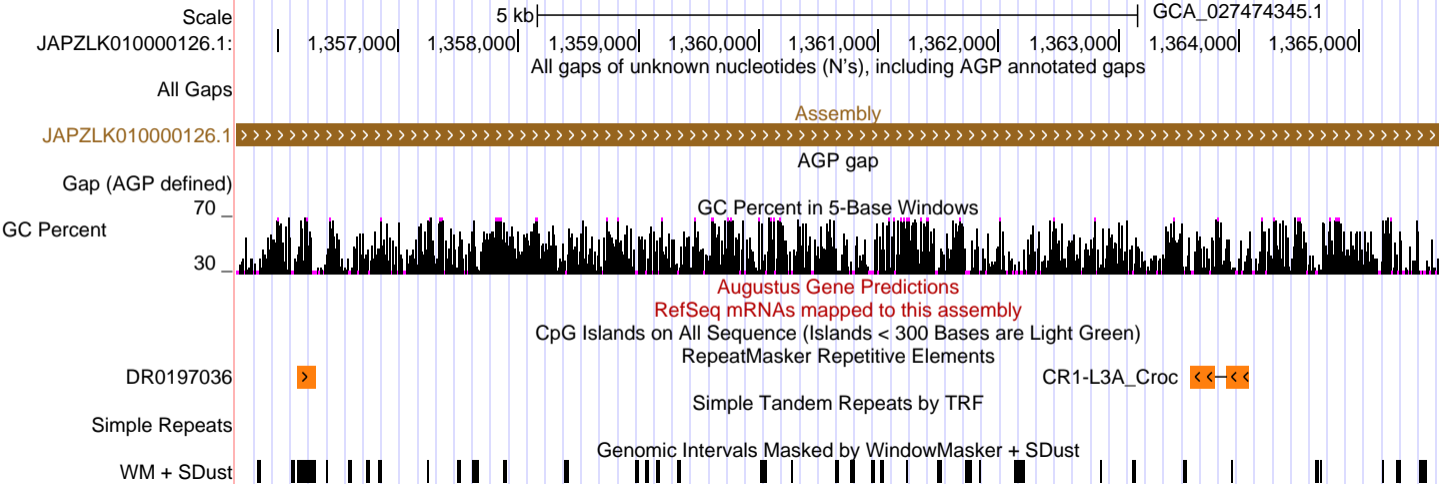 Scale 5 kb GCA_027474345.1
JAPZLK010000126.1: 1,357,000 1,358,000 1,359,000 1,360,000 1,361,000 1,362,000 1,363,000 1,364,000 1,365,000
All gaps of unknown nucleotides (N's), including AGP annotated gaps
All Gaps
Assembly
JAPZLK010000126.1
AGP gap
Gap (AGP defined)
GC Percent in 5-Base Windows
70
GC Percent
30
Augustus Gene Predictions
RefSeq mRNAs mapped to this assembly
CpG Islands on All Sequence (Islands < 300 Bases are Light Green)
RepeatMasker Repetitive Elements
DR0197036 CR1-L3A_Croc
Simple Tandem Repeats by TRF
Simple Repeats
Genomic Intervals Masked by WindowMasker + SDust
WM + SDust